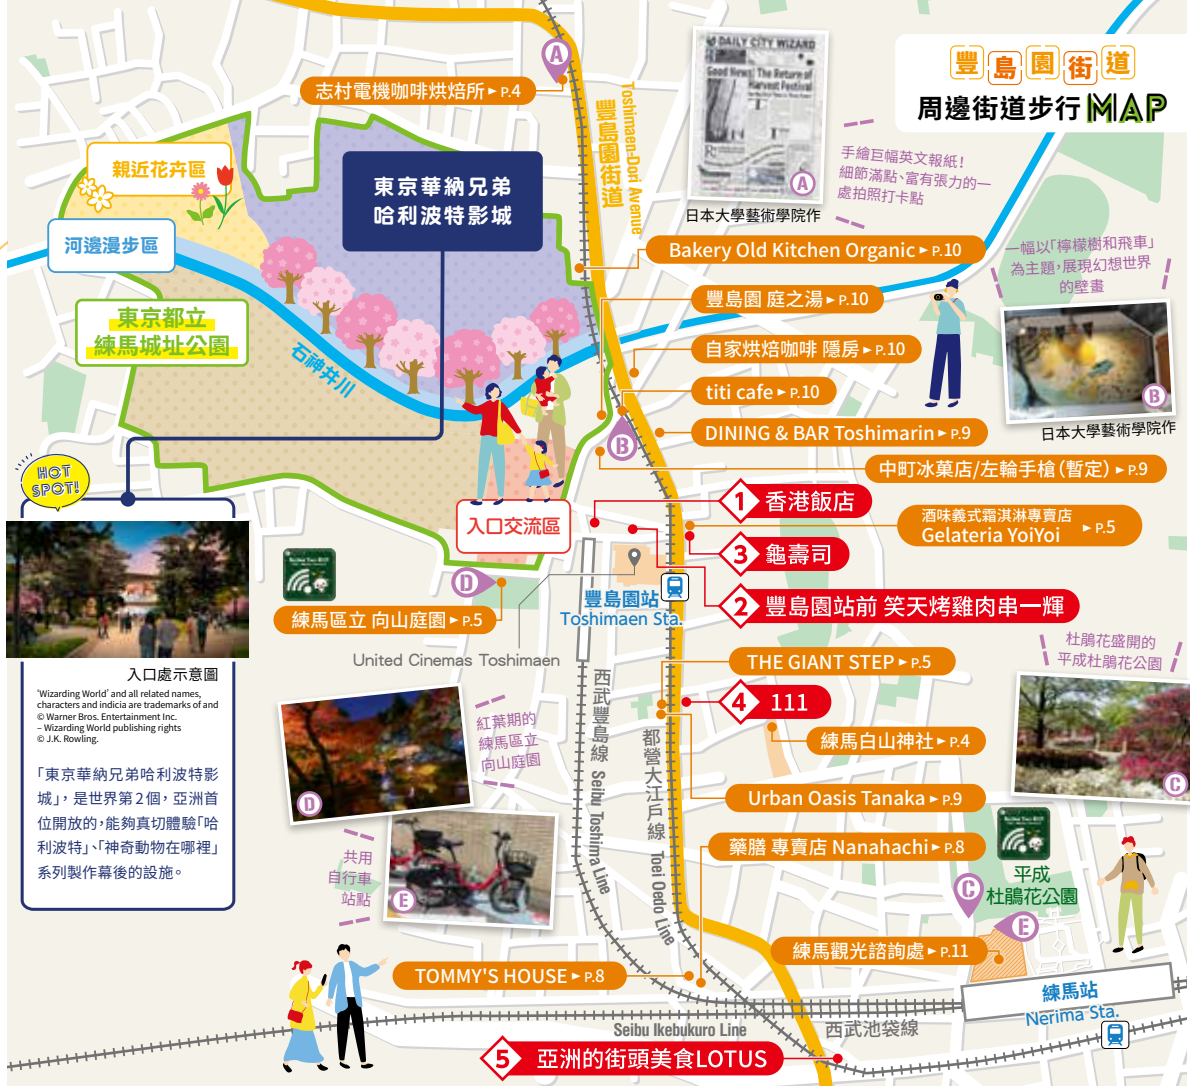 豐島園街道
周邊街道步行MAP
A
志村電機咖啡烘焙所►P.4
Toshimaen-Dori Avenue
豐島園街道
DAILY CITY WIZARD
Good News! The Return of
Harvest Festival
A
日本大學藝術學院作
手繪巨幅英文報紙！
細節滿點、富有張力的一
處拍照打卡點
親近花卉區
河邊漫步區
東京都立
練馬城址公園
東京華納兄弟
哈利波特影城
石神井川
Bakery Old Kitchen Organic►P.10
豐島園 庭之湯►P.10
自家烘焙咖啡 隱房►P.10
titi cafe►P.10
B
DINING & BAR Toshimarin►P.9
中町冰菓店/左輪手槍（暫定）►P.9
一幅以「檸檬樹和飛車」
為主題，展現幻想世界
的壁畫
B
日本大學藝術學院作
HOT
SPOT!
入口交流區
1 香港飯店
酒味義式霜淇淋專賣店
Gelateria YoiYoi ►P.5
3 龜壽司
2 豐島園站前 笑天烤雞肉串一輝
D
練馬區立 向山庭園►P.5
豐島園站
Toshimaen Sta.
United Cinemas Toshimaen
入口處示意圖
‘Wizarding World’ and all related names,
characters and indicia are trademarks of and
© Warner Bros. Entertainment Inc.
– Wizarding World publishing rights
© J.K. Rowling.
「東京華納兄弟哈利波特影
城」，是世界第2個，亞洲首
位開放的，能夠真切體驗「哈
利波特」、「神奇動物在哪裡」
系列製作幕後的設施。
THE GIANT STEP►P.5
4 111
練馬白山神社►P.4
Urban Oasis Tanaka►P.9
藥膳 專賣店 Nanahachi►P.8
杜鵑花盛開的
平成杜鵑花公園
C
紅葉期的
練馬區立
向山庭園
D
共用
自行車
站點
E
西武豐島線 Seibu Toshima Line
都營大江戶線 Toei Oedo Line
平成
杜鵑花公園
C
E
練馬觀光諮詢處►P.11
TOMMY'S HOUSE►P.8
練馬站
Nerima Sta.
Seibu Ikebukuro Line 西武池袋線
5 亞洲的街頭美食LOTUS